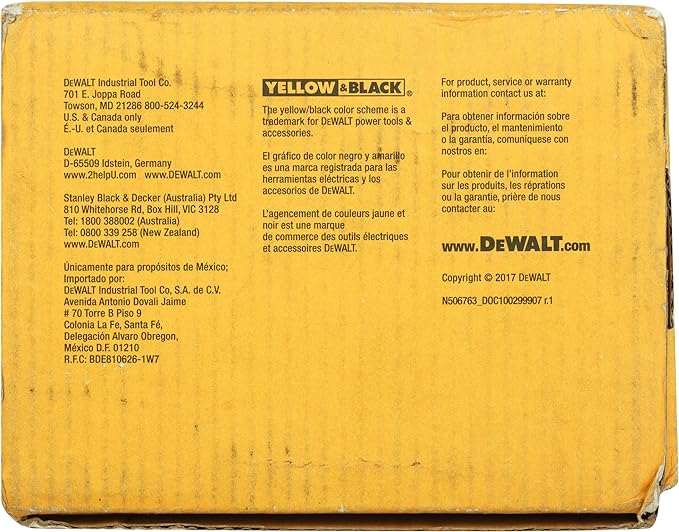 DEWALT Industrial Tool Co.
701 E. Joppa Road
Towson, MD 21286 800-524-3244
U.S. & Canada only
É.-U. et Canada seulement
DEWALT
D-65509 Idstein, Germany
www.2helpU.com www.DEWALT.com
Stanley Black & Decker (Australia) Pty Ltd
810 Whitehorse Rd, Box Hill, VIC 3128
Tel: 1800 388002 (Australia)
Tel: 0800 339 258 (New Zealand)
www.DEWALT.com
Únicamente para propósitos de México;
Importado por:
DEWALT Industrial Tool Co, S.A. de C.V.
Avenida Antonio Dovali Jaime
# 70 Torre B Piso 9
Colonia La Fe, Santa Fé,
Delegación Alvaro Obregon,
México D.F. 01210
R.F.C: BDE810626-1W7
YELLOW & BLACK®
The yellow/black color scheme is a
trademark for DEWALT power tools &
accessories.
El gráfico de color negro y amarillo
es una marca registrada para las
herramientas eléctricas y los
accesorios de DEWALT.
L'agencement de couleurs jaune et
noir est une marque
de commerce des outils électriques
et accessoires DEWALT.
For product, service or warranty
information contact us at:
Para obtener información sobre
el producto, el mantenimiento
o la garantía, comuníquese con
nosotros en:
Pour obtenir de l'information
sur les produits, les réprations
ou la garantie, prière de nous
contacter au:
www.DEWALT.com
Copyright © 2017 DEWALT
N506763_DOC100299907 r.1